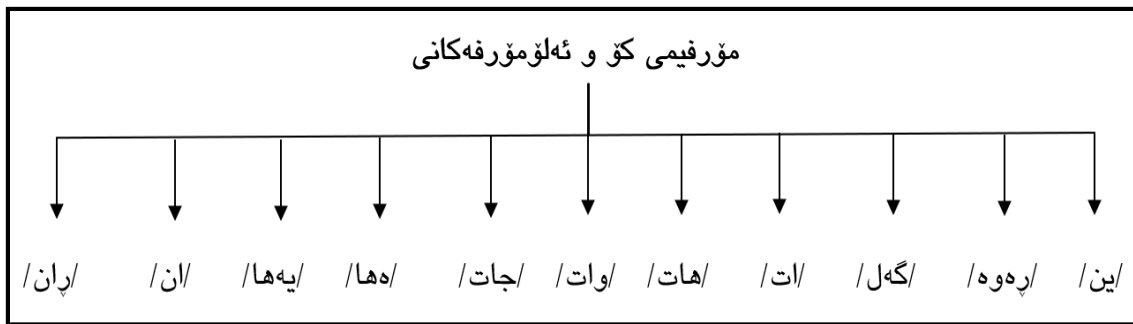 مۆرفیمی کۆ و ئەلۆمۆرفەکانی
/ین/ /ڕەوە/ /گەل/ /ات/ /هات/ /وات/ /جات/ /ەها/ /یەها/ /ان/ /ڕان/